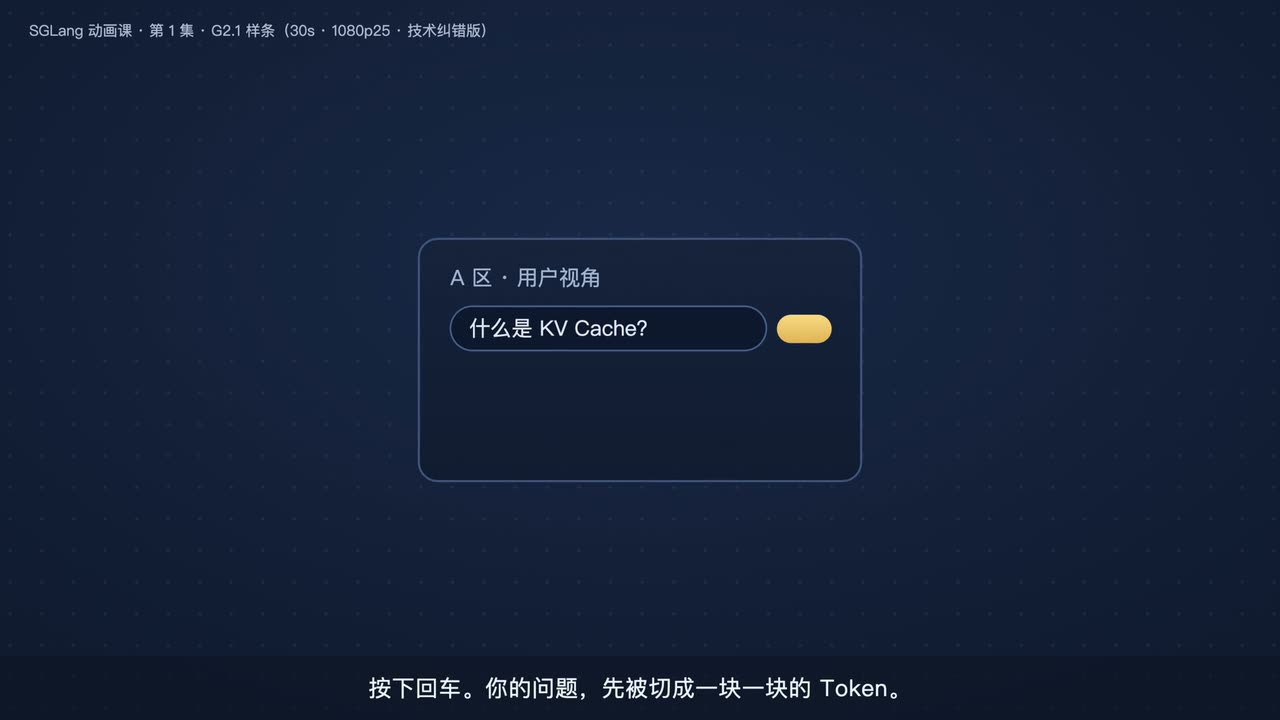 SGLang 动画课 · 第 1 集 · G2.1 样条（30s · 1080p25 · 技术纠错版）
A 区 · 用户视角
什么是 KV Cache?
按下回车。你的问题，先被切成一块一块的 Token。